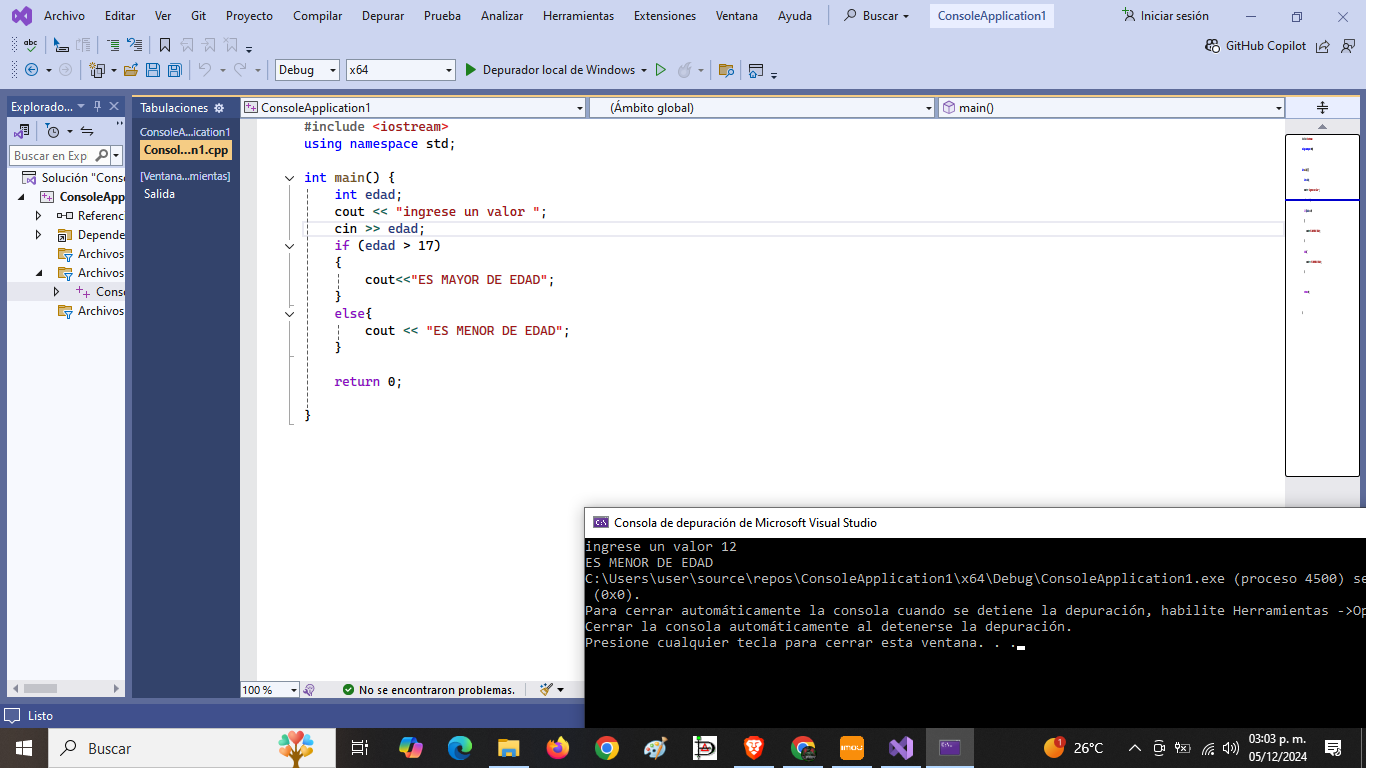 Archivo Editar Ver Git Proyecto Compilar Depurar Prueba Analizar Herramientas Extensiones Ventana Ayuda Buscar ConsoleApplication1 Iniciar sesión
abc GitHub Copilot
Debug x64 Depurador local de Windows
Explorado...
Buscar en Exp
Solución "Cons
ConsoleApp
Referenc
Depende
Archivos
Archivos
Conso
Archivos
Tabulaciones
ConsoleA...ication1
Consol...n1.cpp
[Ventana...mientas]
Salida
ConsoleApplication1 (Ámbito global) main()
#include <iostream>
using namespace std;
int main() {
int edad;
cout << "ingrese un valor ";
cin >> edad;
if (edad > 17)
{
cout<<"ES MAYOR DE EDAD";
}
else{
cout << "ES MENOR DE EDAD";
}
return 0;
}
100 % No se encontraron problemas.
Consola de depuración de Microsoft Visual Studio
ingrese un valor 12
ES MENOR DE EDAD
C:\Users\user\source\repos\ConsoleApplication1\x64\Debug\ConsoleApplication1.exe (proceso 4500) se
(0x0).
Para cerrar automáticamente la consola cuando se detiene la depuración, habilite Herramientas ->Op
Cerrar la consola automáticamente al detenerse la depuración.
Presione cualquier tecla para cerrar esta ventana. . .
Listo
Buscar
imou
1
26°C
03:03 p. m.
05/12/2024